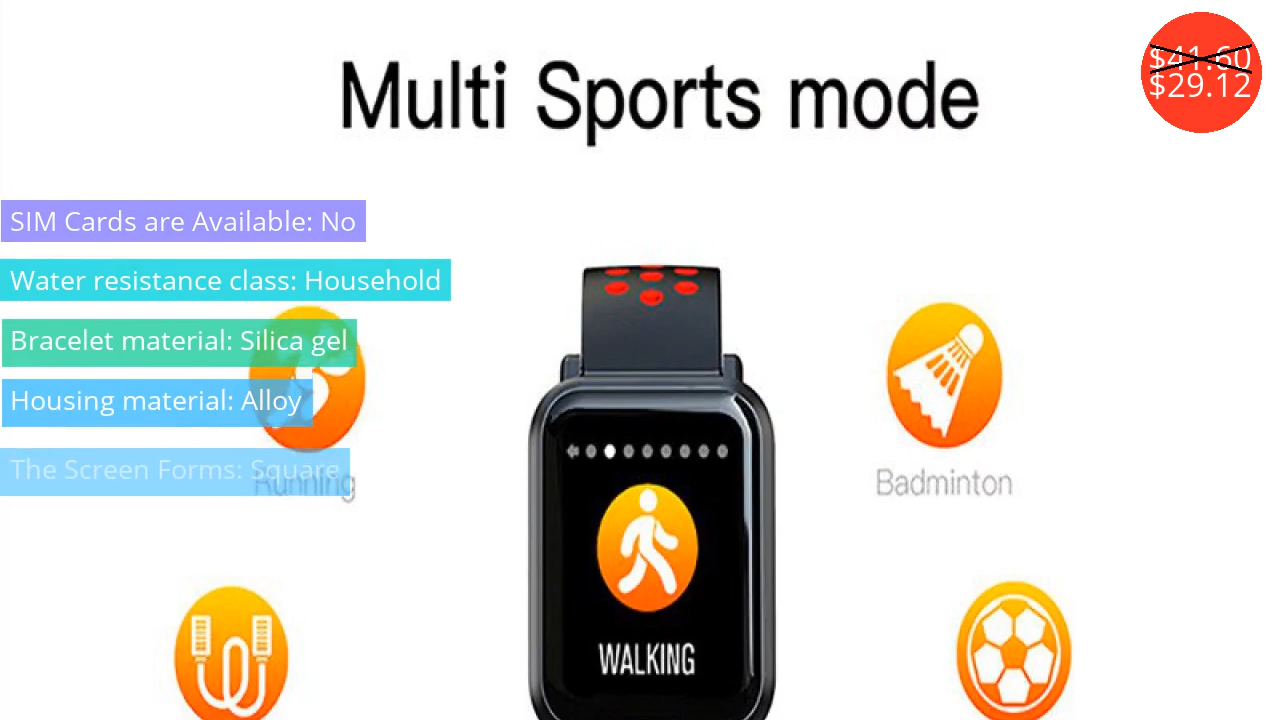 Multi Sports mode
$41.60
$29.12
SIM Cards are Available: No
Water resistance class: Household
Bracelet material: Silica gel
Housing material: Alloy
The Screen Forms: Square
Running
Badminton
WALKING